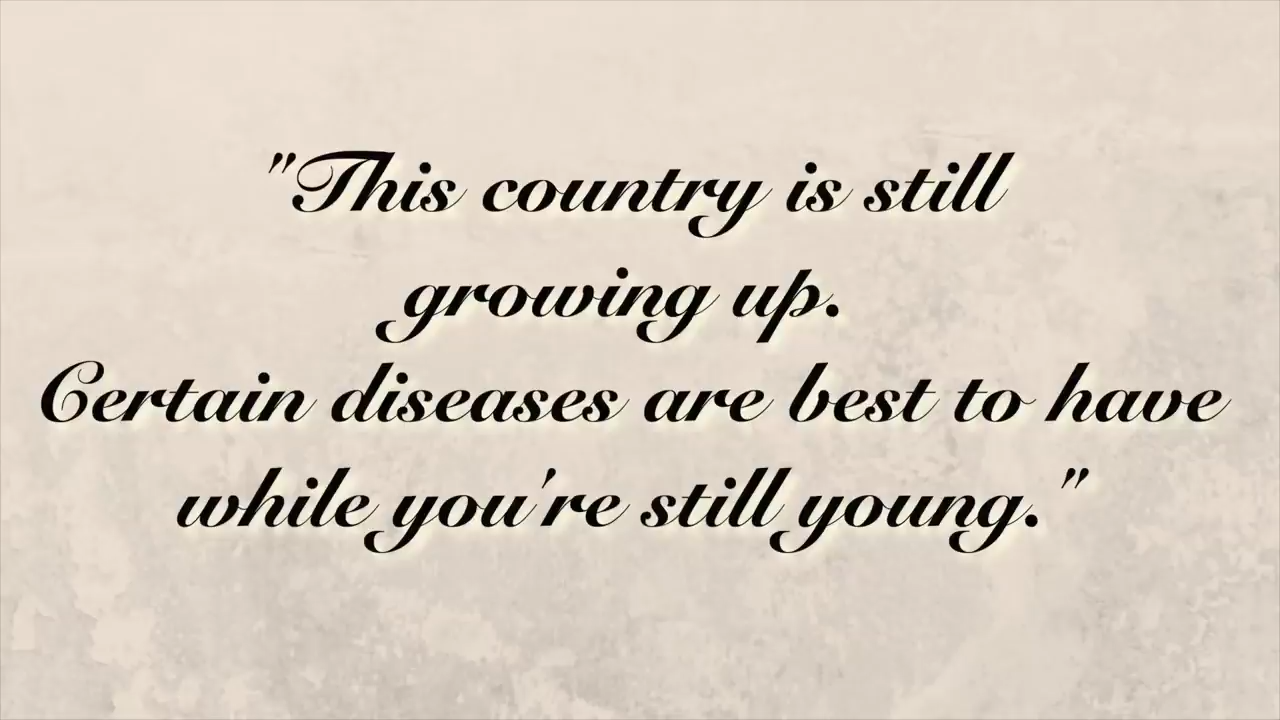 "This country is still
growing up.
Certain diseases are best to have
while you're still young."